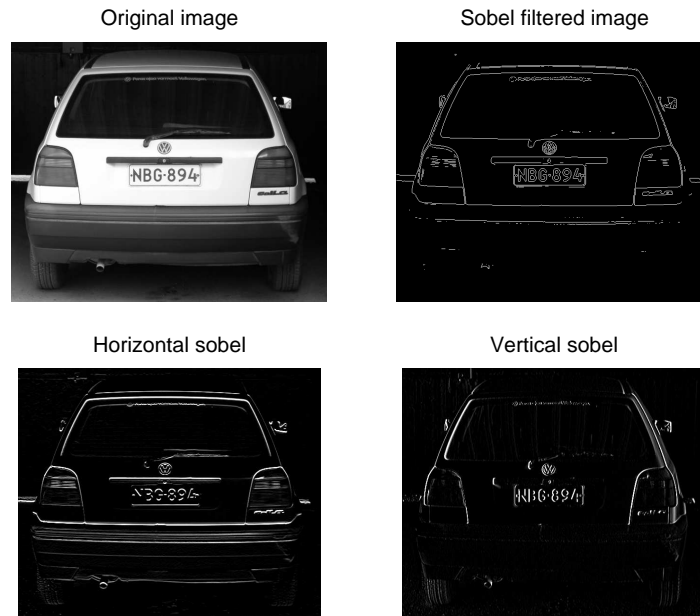 Original image
Sobel filtered image
NBG-894
NBG-894
Horizontal sobel
Vertical sobel
NBG-894
NBG-894